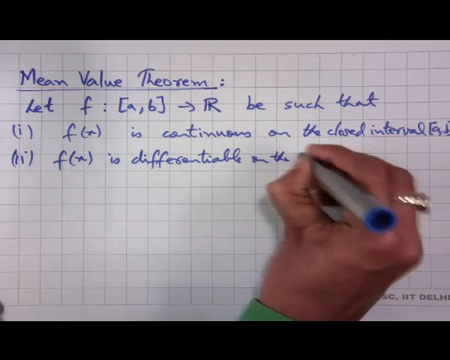 Mean Value Theorem :
Let f : [a,b] → ℝ be such that
(i) f(x) is continuous on the closed interval [a,b]
(ii) f(x) is differentiable on the
SC, IIT DELHI